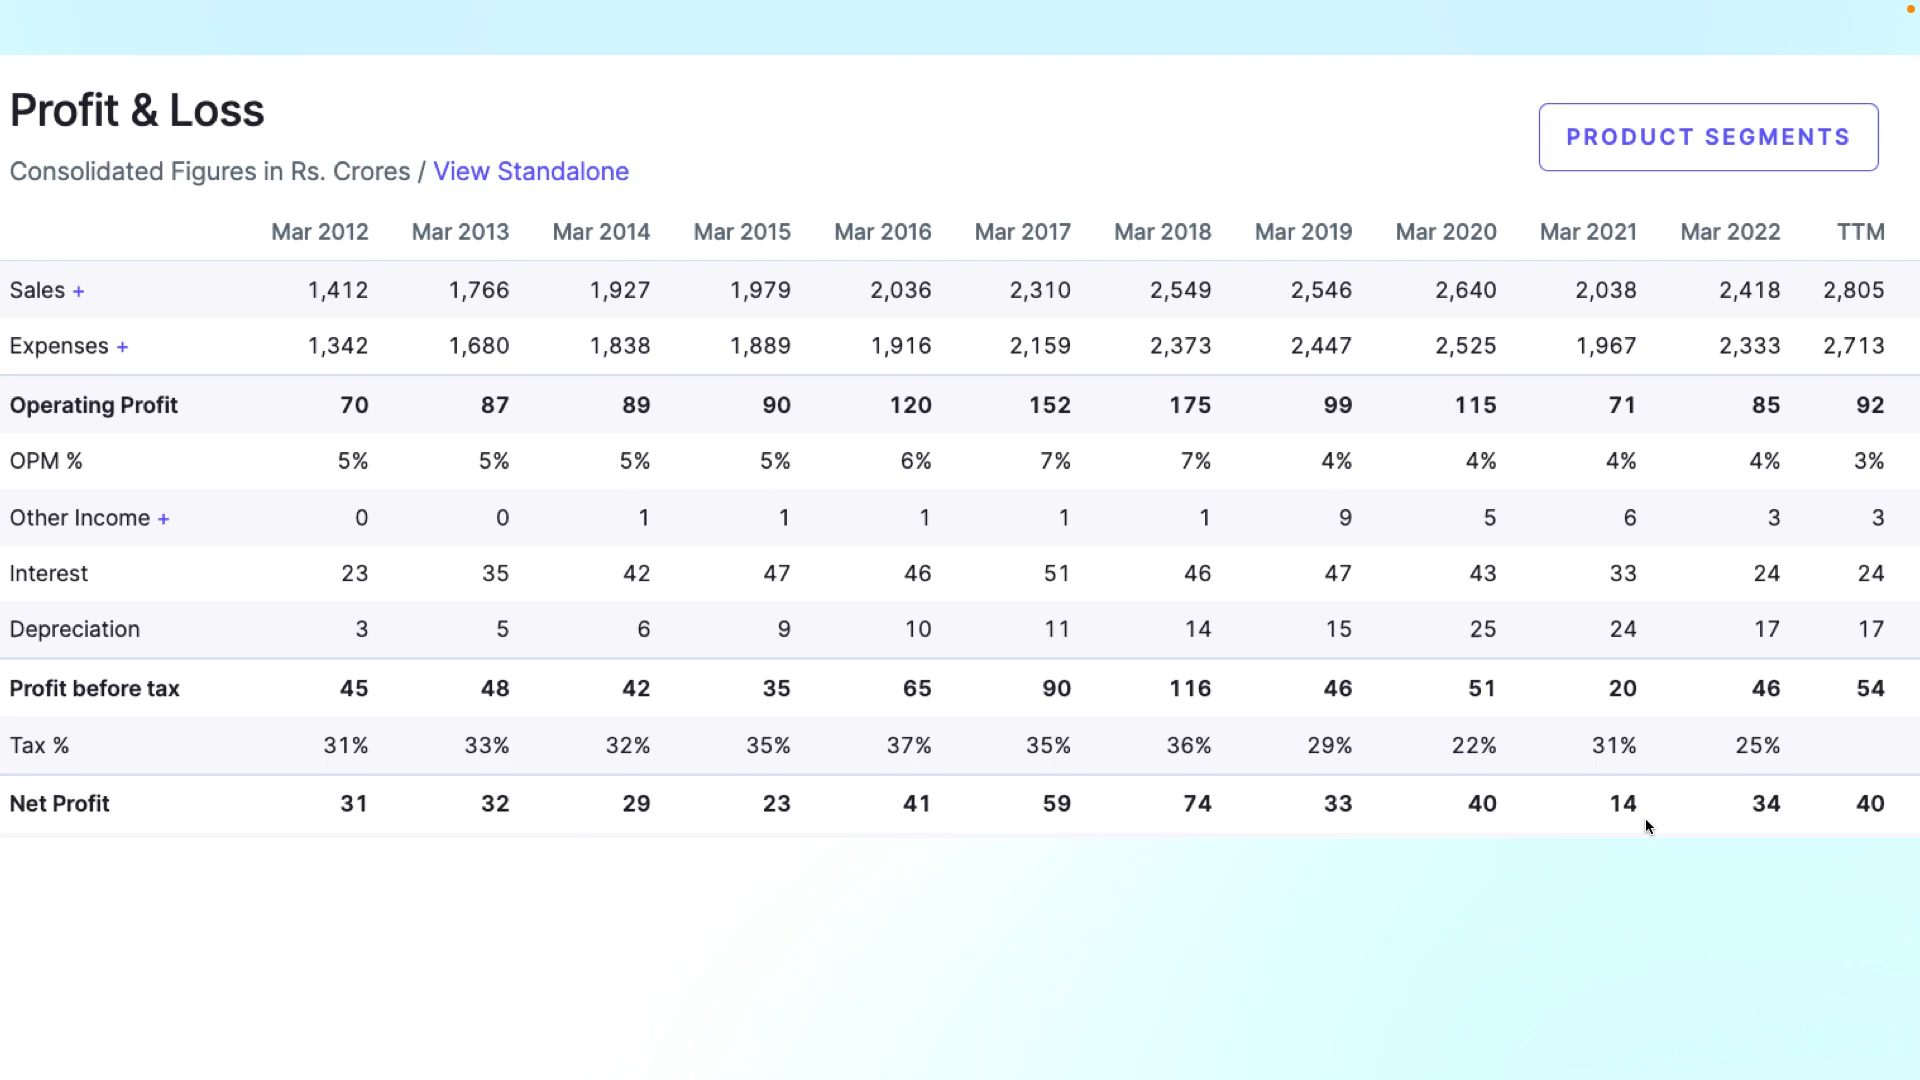 Profit & Loss
PRODUCT SEGMENTS
Consolidated Figures in Rs. Crores / View Standalone
Mar 2012 Mar 2013 Mar 2014 Mar 2015 Mar 2016 Mar 2017 Mar 2018 Mar 2019 Mar 2020 Mar 2021 Mar 2022 TTM
Sales + 1,412 1,766 1,927 1,979 2,036 2,310 2,549 2,546 2,640 2,038 2,418 2,805
Expenses + 1,342 1,680 1,838 1,889 1,916 2,159 2,373 2,447 2,525 1,967 2,333 2,713
Operating Profit 70 87 89 90 120 152 175 99 115 71 85 92
OPM % 5% 5% 5% 5% 6% 7% 7% 4% 4% 4% 4% 3%
Other Income + 0 0 1 1 1 1 1 9 5 6 3 3
Interest 23 35 42 47 46 51 46 47 43 33 24 24
Depreciation 3 5 6 9 10 11 14 15 25 24 17 17
Profit before tax 45 48 42 35 65 90 116 46 51 20 46 54
Tax % 31% 33% 32% 35% 37% 35% 36% 29% 22% 31% 25%
Net Profit 31 32 29 23 41 59 74 33 40 14 34 40